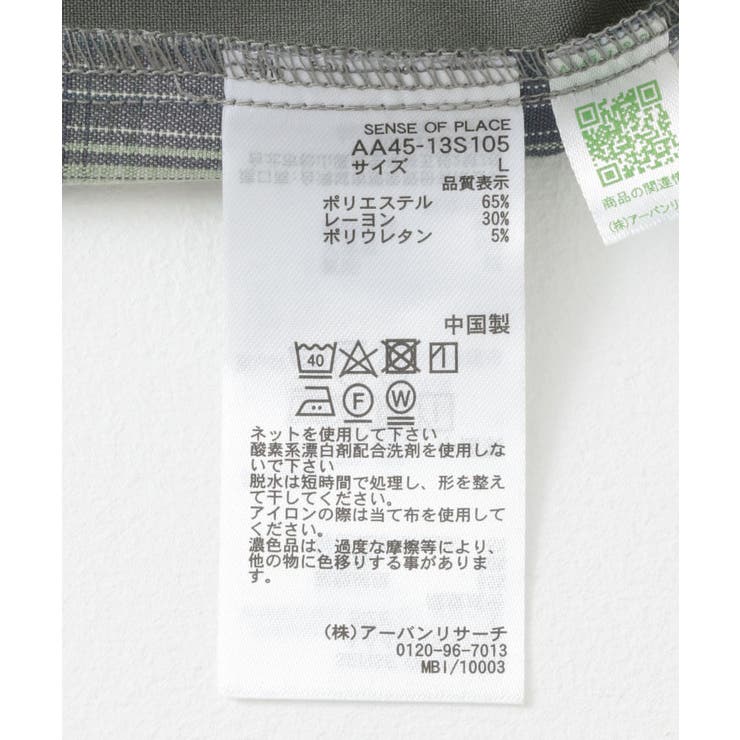 SENSE OF PLACE
AA45-13S105
サイズ L
品質表示
ポリエステル 65%
レーヨン 30%
ポリウレタン 5%
中国製
40
F W
ネットを使用して下さい
酸素系漂白剤配合洗剤を使用しな
いで下さい
脱水は短時間で処理し、形を整え
て干してください。
アイロンの際は当て布を使用して
ください。
濃色品は、過度な摩擦等により、
他の物に色移りする事がありま
す。
(株)アーバンリサーチ
0120-96-7013
MBI/10003
商品の関連情
(株)アーバンリ